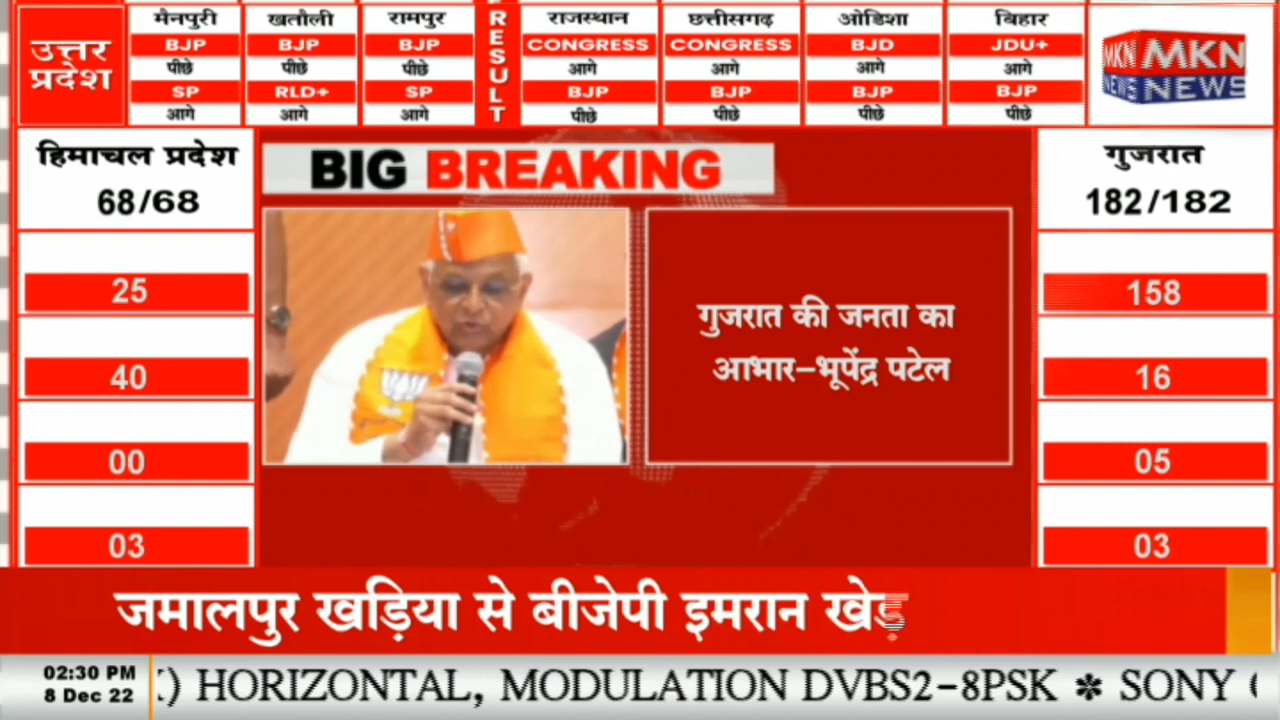 उत्तर
प्रदेश
मैनपुरी
BJP
पीछे
SP
आगे
खतौली
BJP
पीछे
RLD+
आगे
रामपुर
BJP
पीछे
SP
आगे
RESULT
राजस्थान
CONGRESS
आगे
BJP
पीछे
छत्तीसगढ़
CONGRESS
आगे
BJP
पीछे
ओडिशा
BJD
आगे
BJP
पीछे
बिहार
JDU+
आगे
BJP
पीछे
MKN
NEWS
MKN
NEWS
हिमाचल प्रदेश
68/68
25
40
00
03
BIG BREAKING
गुजरात की जनता का
आभार-भूपेंद्र पटेल
गुजरात
182/182
158
16
05
03
जमालपुर खड़िया से बीजेपी इमरान
02:30 PM
8 Dec 22
) HORIZONTAL, MODULATION DVBS2-8PSK * SONY (